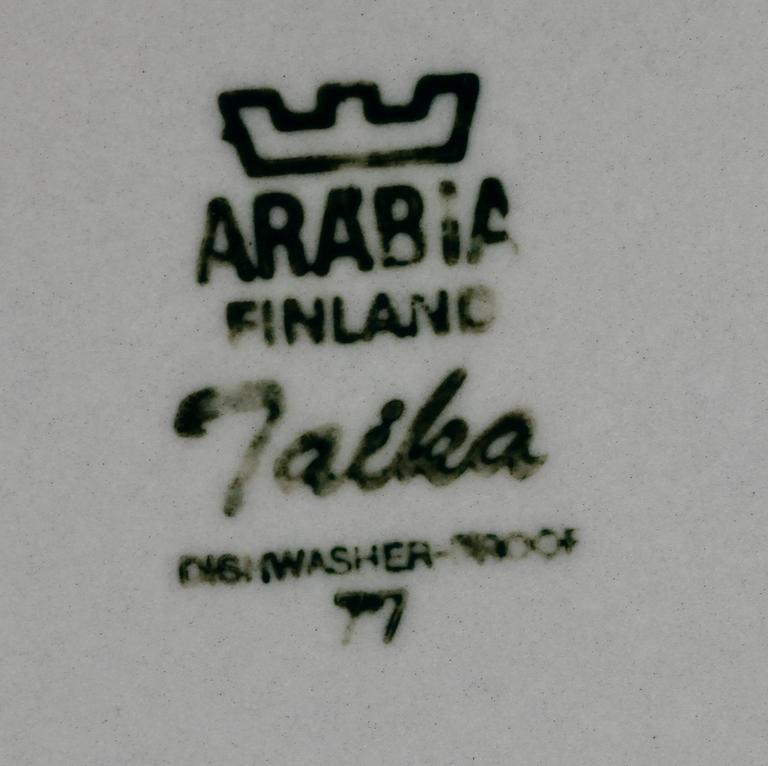 ARABIA
FINLAND
Taika
DISHWASHER-PROOF
77